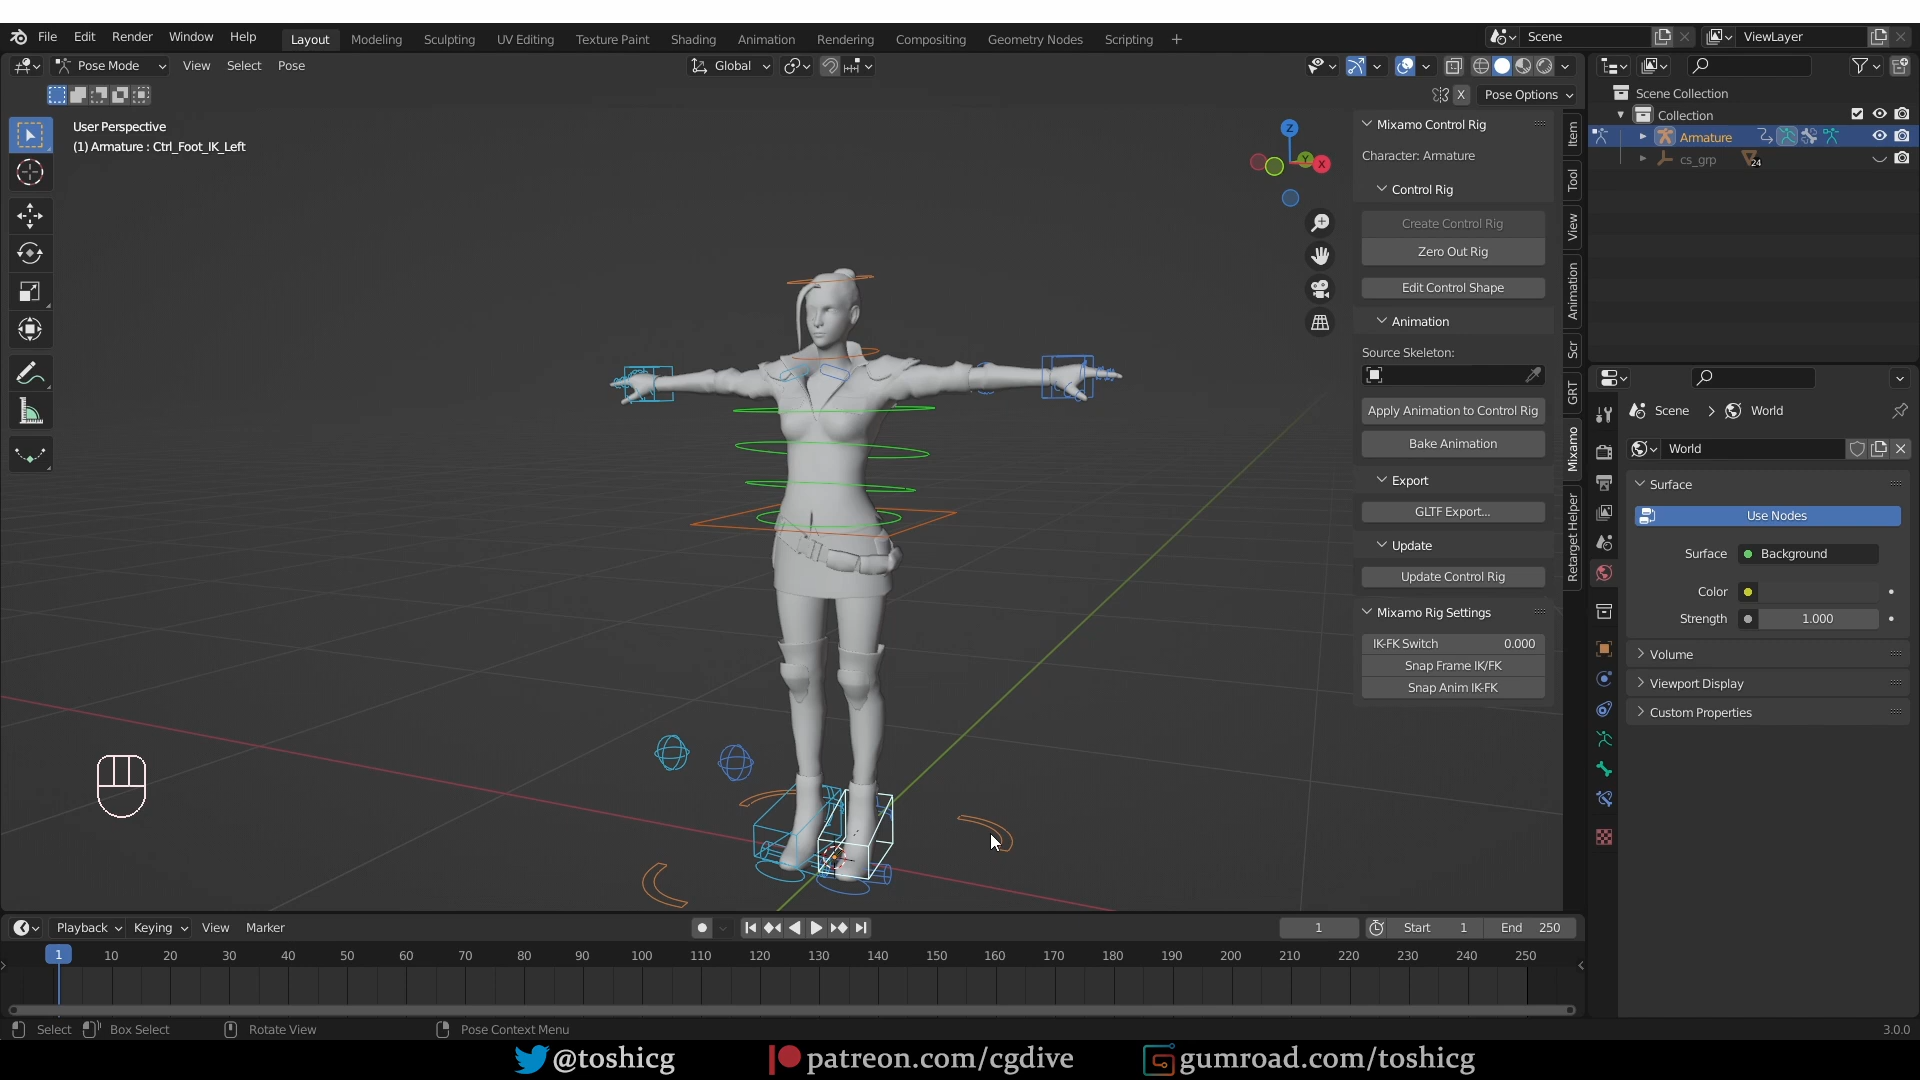 File Edit Render Window Help Layout Modeling Sculpting UV Editing Texture Paint Shading Animation Rendering Compositing Geometry Nodes Scripting + Scene ViewLayer
Pose Mode View Select Pose Global
X Pose Options
User Perspective
(1) Armature : Ctrl_Foot_IK_Left
Z
Y
X
Mixamo Control Rig
Character: Armature
Control Rig
Create Control Rig
Zero Out Rig
Edit Control Shape
Animation
Source Skeleton:
Apply Animation to Control Rig
Bake Animation
Export
GLTF Export...
Update
Update Control Rig
Mixamo Rig Settings
IK-FK Switch 0.000
Snap Frame IK/FK
Snap Anim IK-FK
Item
Tool
View
Animation
Scr
GRT
Mixamo
Retarget Helper
Scene Collection
Collection
Armature
cs_grp 24
Scene > World
World
Surface
Use Nodes
Surface Background
Color
Strength 1.000
Volume
Viewport Display
Custom Properties
Playback Keying View Marker 1 Start 1 End 250
1 10 20 30 40 50 60 70 80 90 100 110 120 130 140 150 160 170 180 190 200 210 220 230 240 250
Select Box Select Rotate View Pose Context Menu 3.0.0
@toshicg patreon.com/cgdive gumroad.com/toshicg